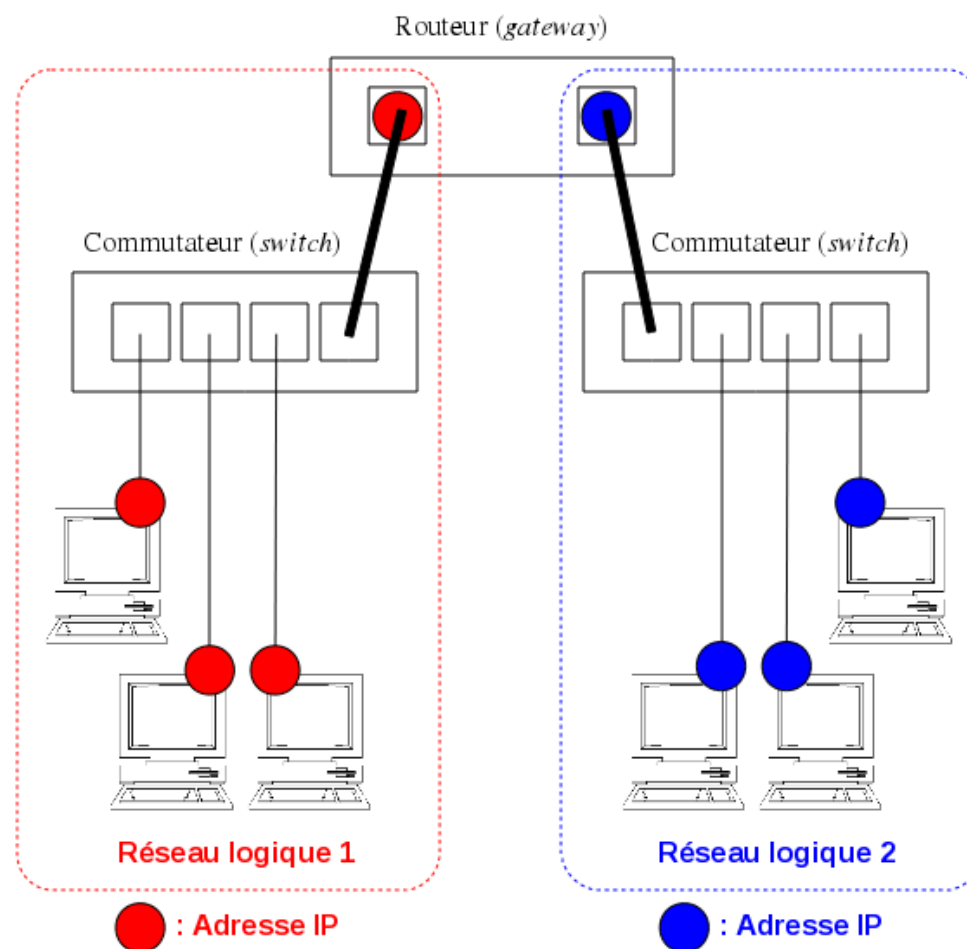 Routeur (gateway)
Commutateur (switch)
Commutateur (switch)
Réseau logique 1
Réseau logique 2
: Adresse IP
: Adresse IP